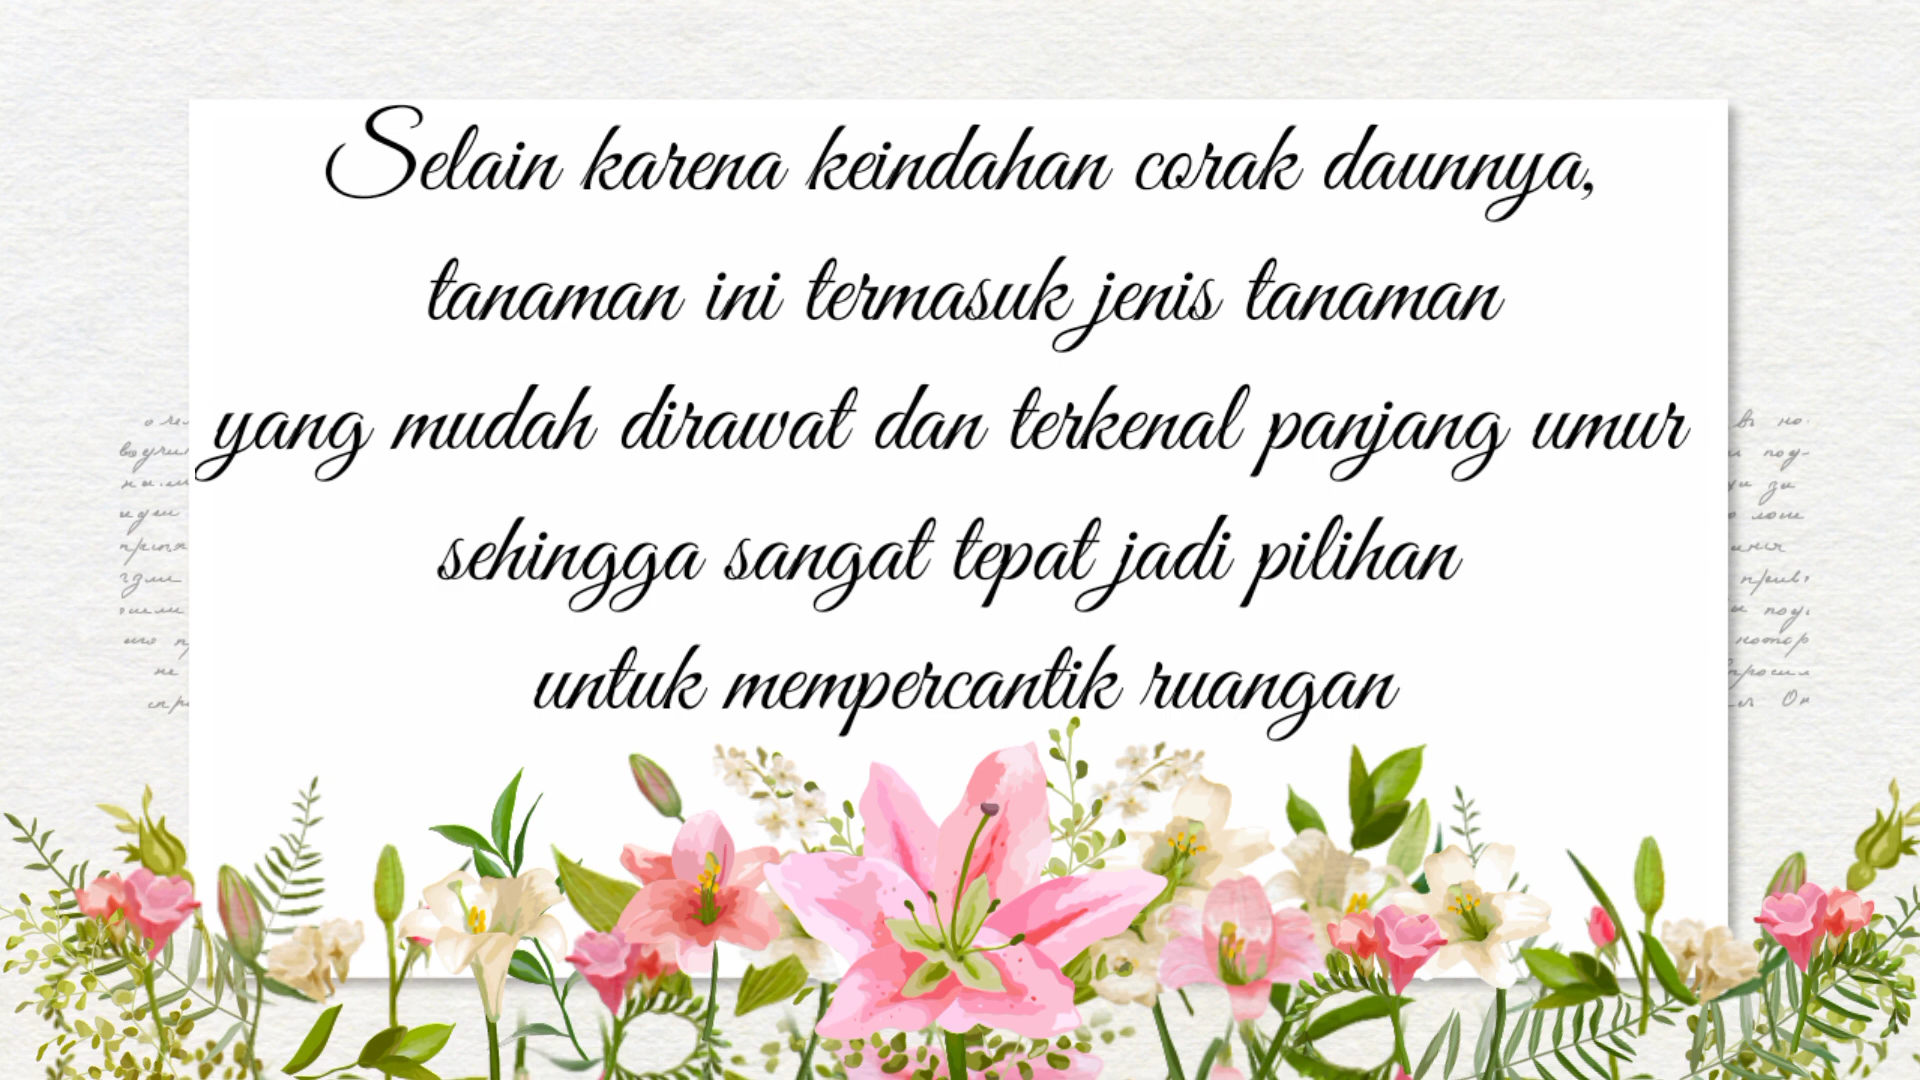 Selain karena keindahan corak daunnya,
tanaman ini termasuk jenis tanaman
yang mudah dirawat dan terkenal panjang umur
sehingga sangat tepat jadi pilihan
untuk mempercantik ruangan